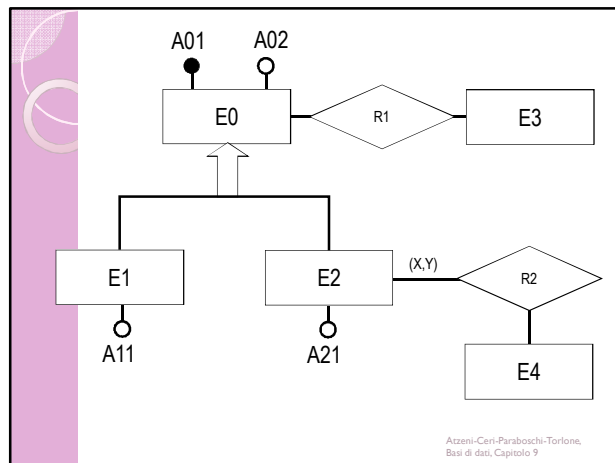 A01 A02
E0 R1 E3
E1 E2 (X,Y) R2
A11 A21 E4
Atzeni-Ceri-Paraboschi-Torlone,
Basi di dati, Capitolo 9